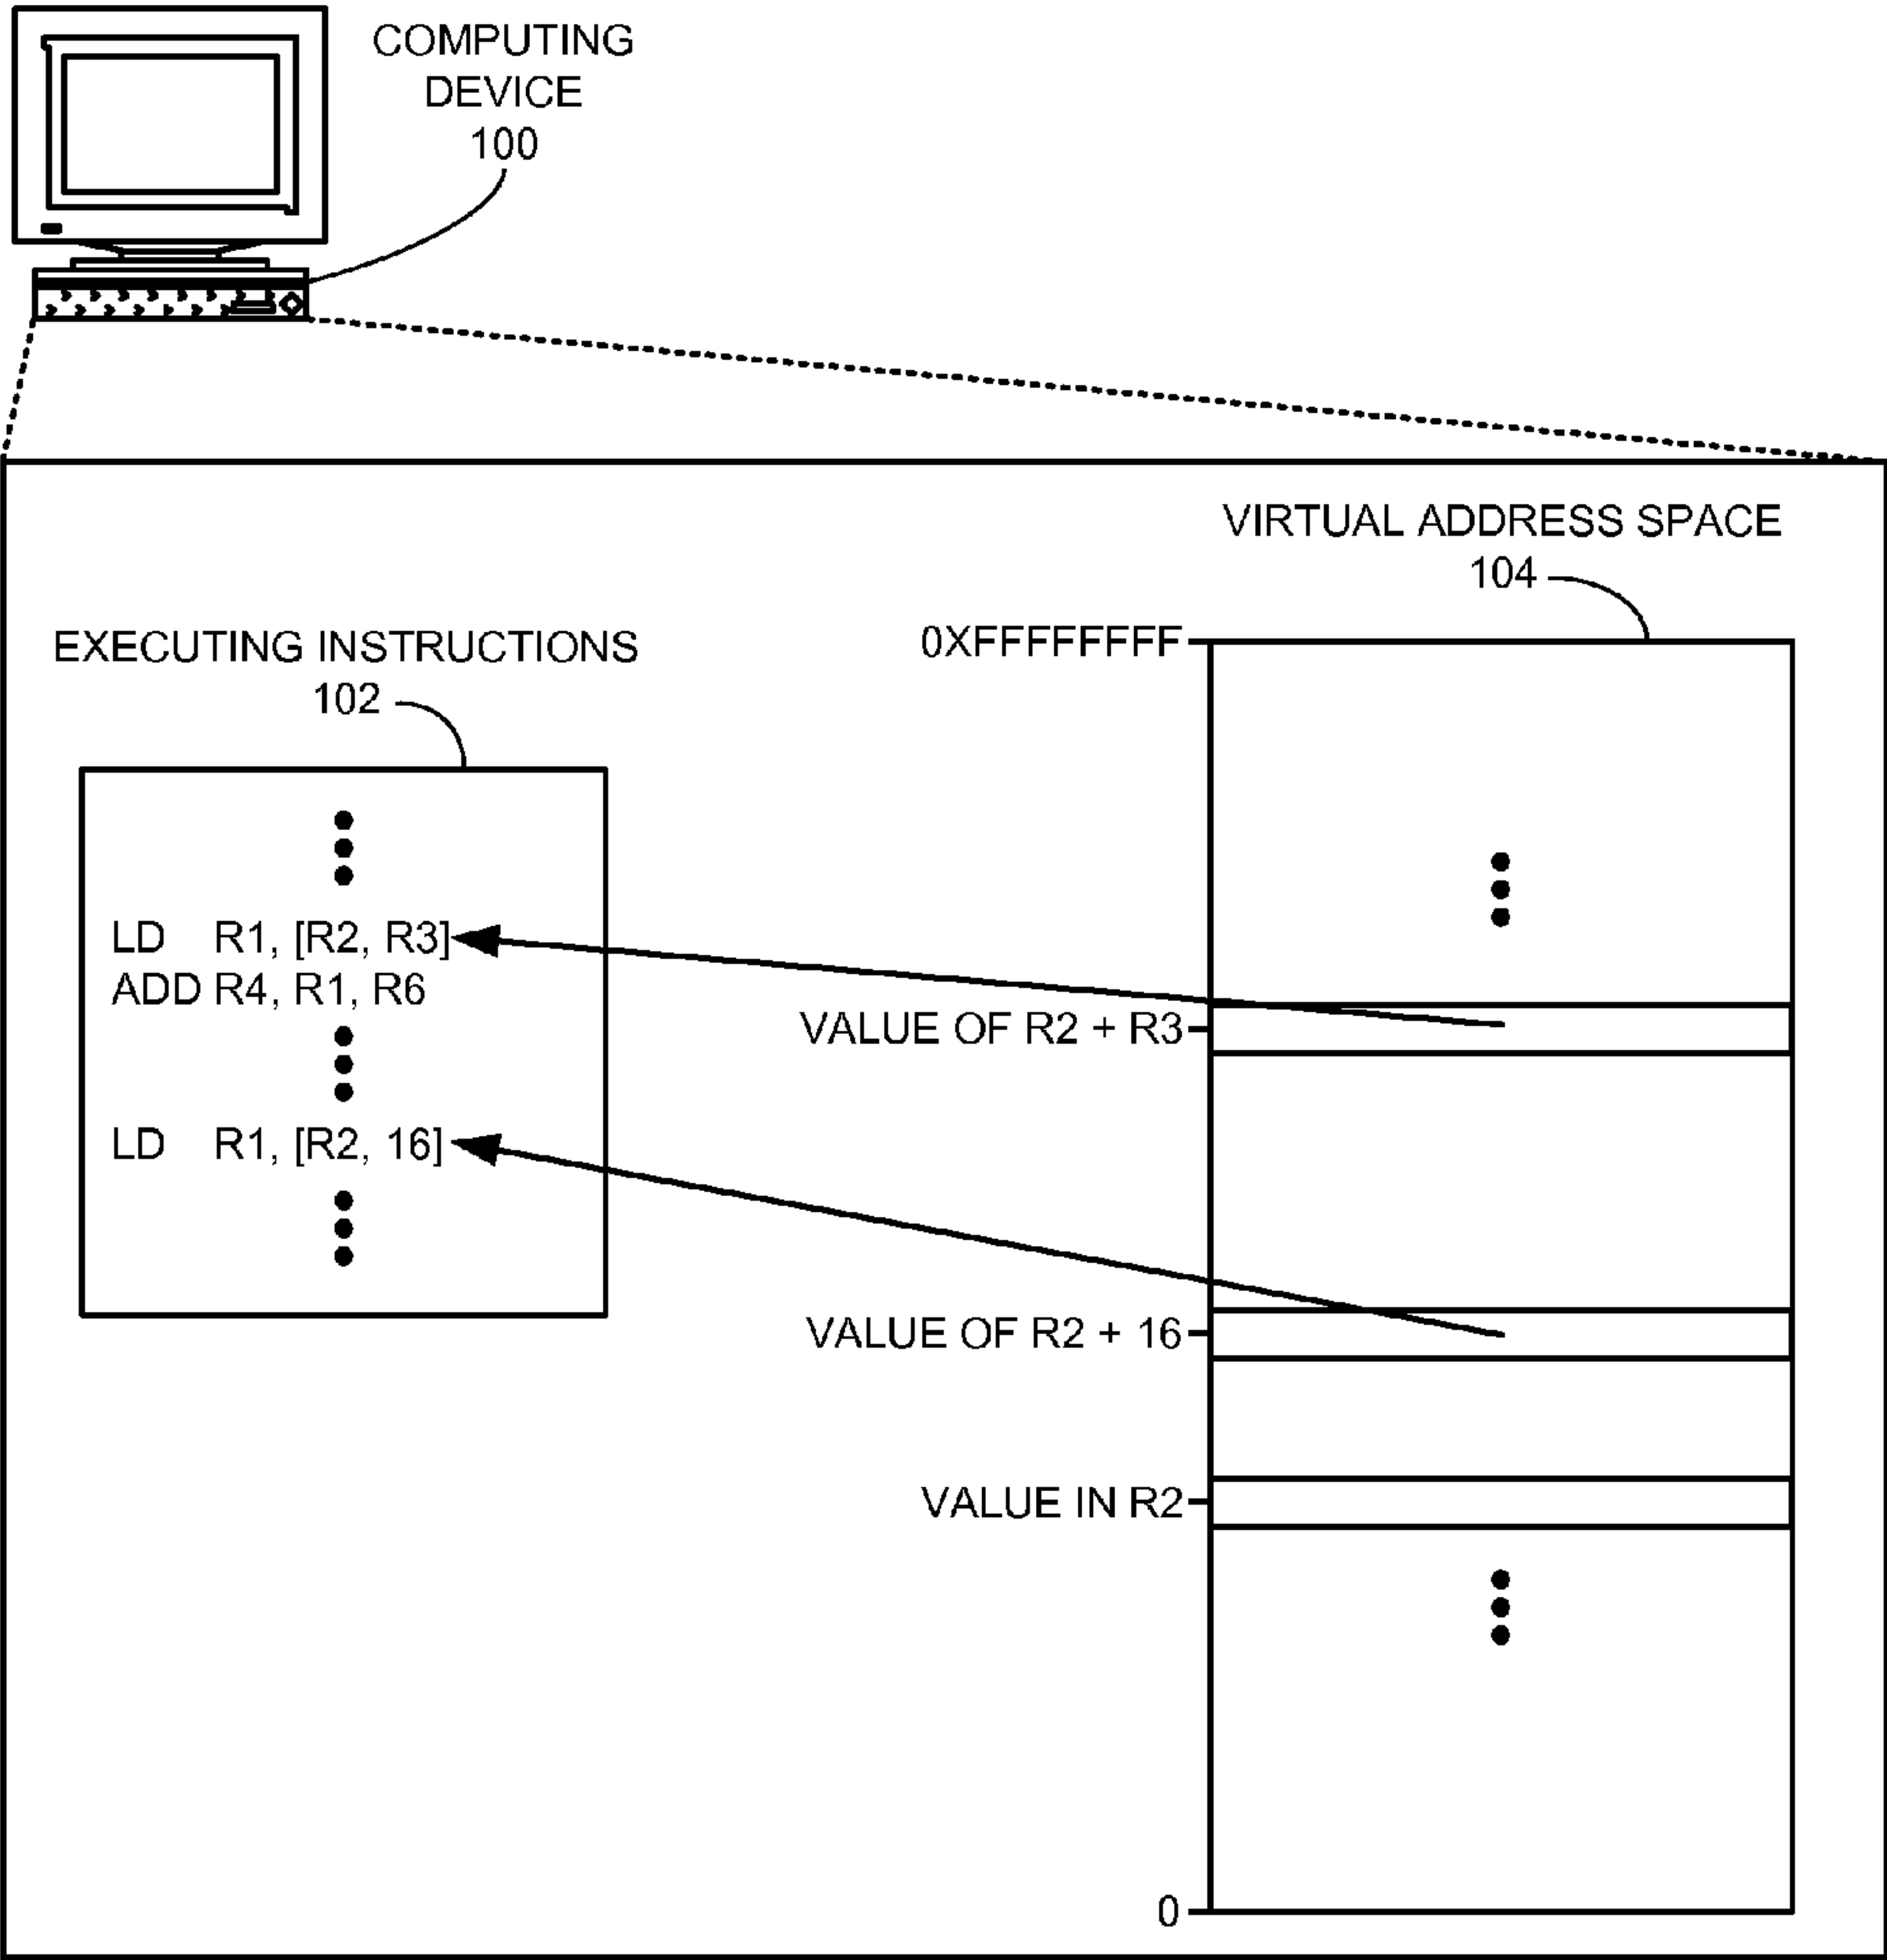 COMPUTING
DEVICE
100
VIRTUAL ADDRESS SPACE
104
EXECUTING INSTRUCTIONS
102
LD R1, [R2, R3]
ADD R4, R1, R6
LD R1, [R2, 16]
0XFFFFFFFF
VALUE OF R2 + R3
VALUE OF R2 + 16
VALUE IN R2
0